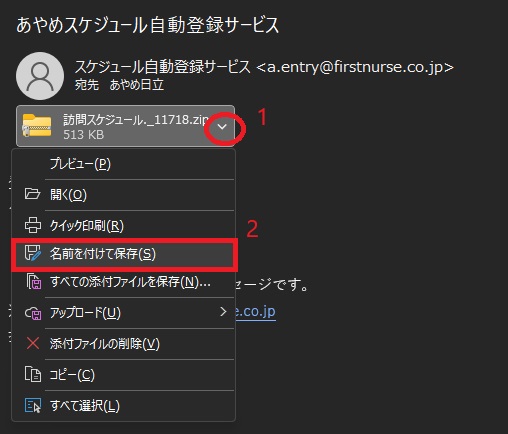 あやめスケジュール自動登録サービス
スケジュール自動登録サービス <a.entry@firstnurse.co.jp>
宛先 あやめ日立
訪問スケジュール._11718.zip
513 KB
1
プレビュー(P)
開く(O)
クイック印刷(R)
2
名前を付けて保存(S)
すべての添付ファイルを保存(N)...
セージです。
アップロード(U)
e.co.jp
添付ファイルの削除(V)
コピー(C)
すべて選択(L)